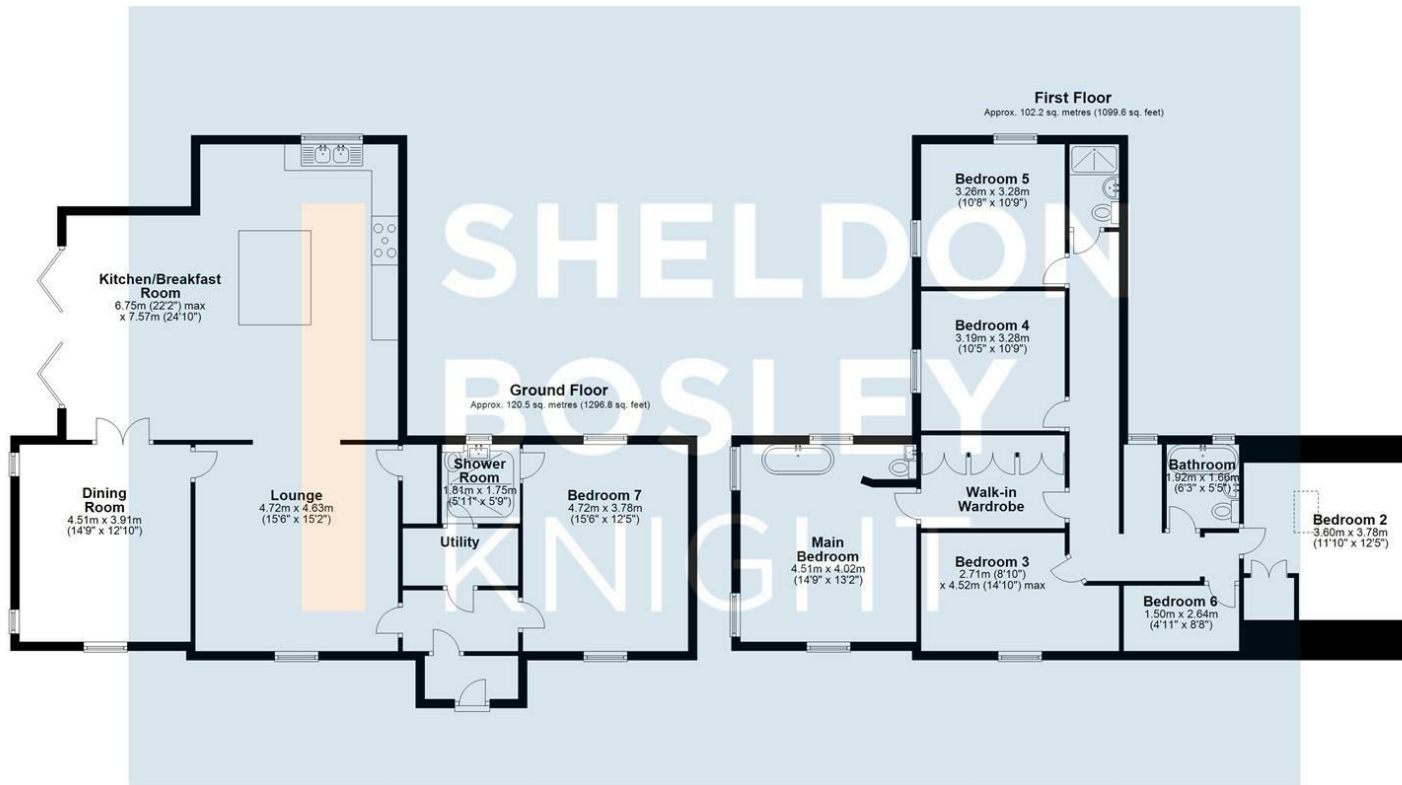 First Floor
Approx. 102.2 sq. metres (1099.6 sq. feet)
Bedroom 5
3.26m x 3.28m
(10'8" x 10'9")
Kitchen/Breakfast
Room
6.75m (22'2") max
x 7.57m (24'10")
SHELDON
BOSLEY
KNIGHT
Bedroom 4
3.19m x 3.28m
(10'5" x 10'9")
Ground Floor
Approx. 120.5 sq. metres (1296.8 sq. feet)
Dining
Room
4.51m x 3.91m
(14'9" x 12'10")
Lounge
4.72m x 4.63m
(15'6" x 15'2")
Shower
Room
1.81m x 1.75m
(5'11" x 5'9")
Utility
Bedroom 7
4.72m x 3.78m
(15'6" x 12'5")
Main
Bedroom
4.51m x 4.02m
(14'9" x 13'2")
Walk-in
Wardrobe
Bathroom
1.92m x 1.66m
(6'3" x 5'5")
Bedroom 2
3.60m x 3.78m
(11'10" x 12'5")
Bedroom 3
2.71m (8'10")
x 4.52m (14'10") max
Bedroom 6
1.50m x 2.64m
(4'11" x 8'8")